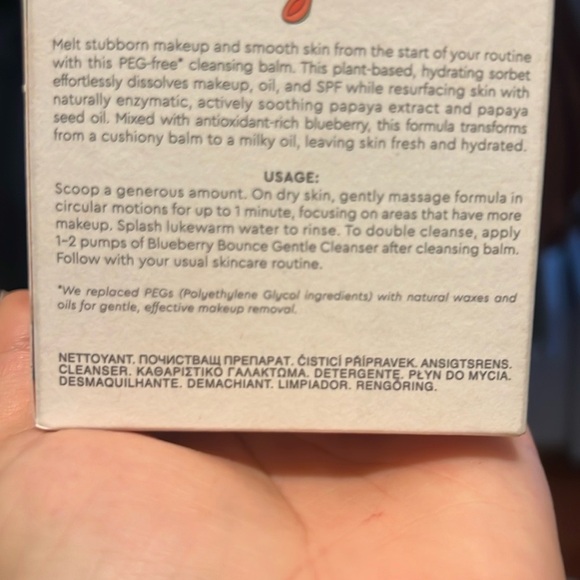 Melt stubborn makeup and smooth skin from the start of your routine
with this PEG-free* cleansing balm. This plant-based, hydrating sorbet
effortlessly dissolves makeup, oil, and SPF while resurfacing skin with
naturally enzymatic, actively soothing papaya extract and papaya
seed oil. Mixed with antioxidant-rich blueberry, this formula transforms
from a cushiony balm to a milky oil, leaving skin fresh and hydrated.
USAGE:
Scoop a generous amount. On dry skin, gently massage formula in
circular motions for up to 1 minute, focusing on areas that have more
makeup. Splash lukewarm water to rinse. To double cleanse, apply
1-2 pumps of Blueberry Bounce Gentle Cleanser after cleansing balm.
Follow with your usual skincare routine.
*We replaced PEGs (Polyethylene Glycol ingredients) with natural waxes and
oils for gentle, effective makeup removal.
NETTOYANT. ПОЧИСТВАЩ ПРЕПАРАТ. ČISTICÍ PŘÍPRAVEK. ANSIGTSRENS.
CLEANSER. ΚΑΘΑΡΙΣΤΙΚΟ ΓΑΛΑΚΤΩΜΑ. DETERGENTE. PŁYN DO MYCIA.
DESMAQUILHANTE. DEMACHIANT. LIMPIADOR. RENGÖRING.